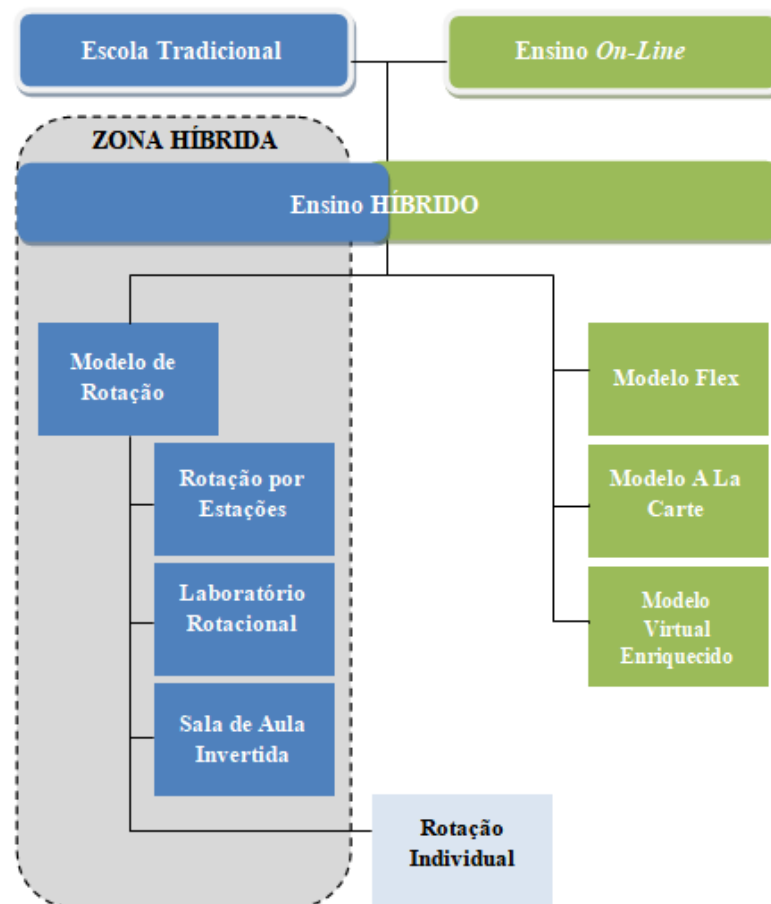 Escola Tradicional
Ensino On-Line
ZONA HÍBRIDA
Ensino HÍBRIDO
Modelo de
Rotação
Rotação por
Estações
Laboratório
Rotacional
Sala de Aula
Invertida
Rotação
Individual
Modelo Flex
Modelo A La
Carte
Modelo
Virtual
Enriquecido